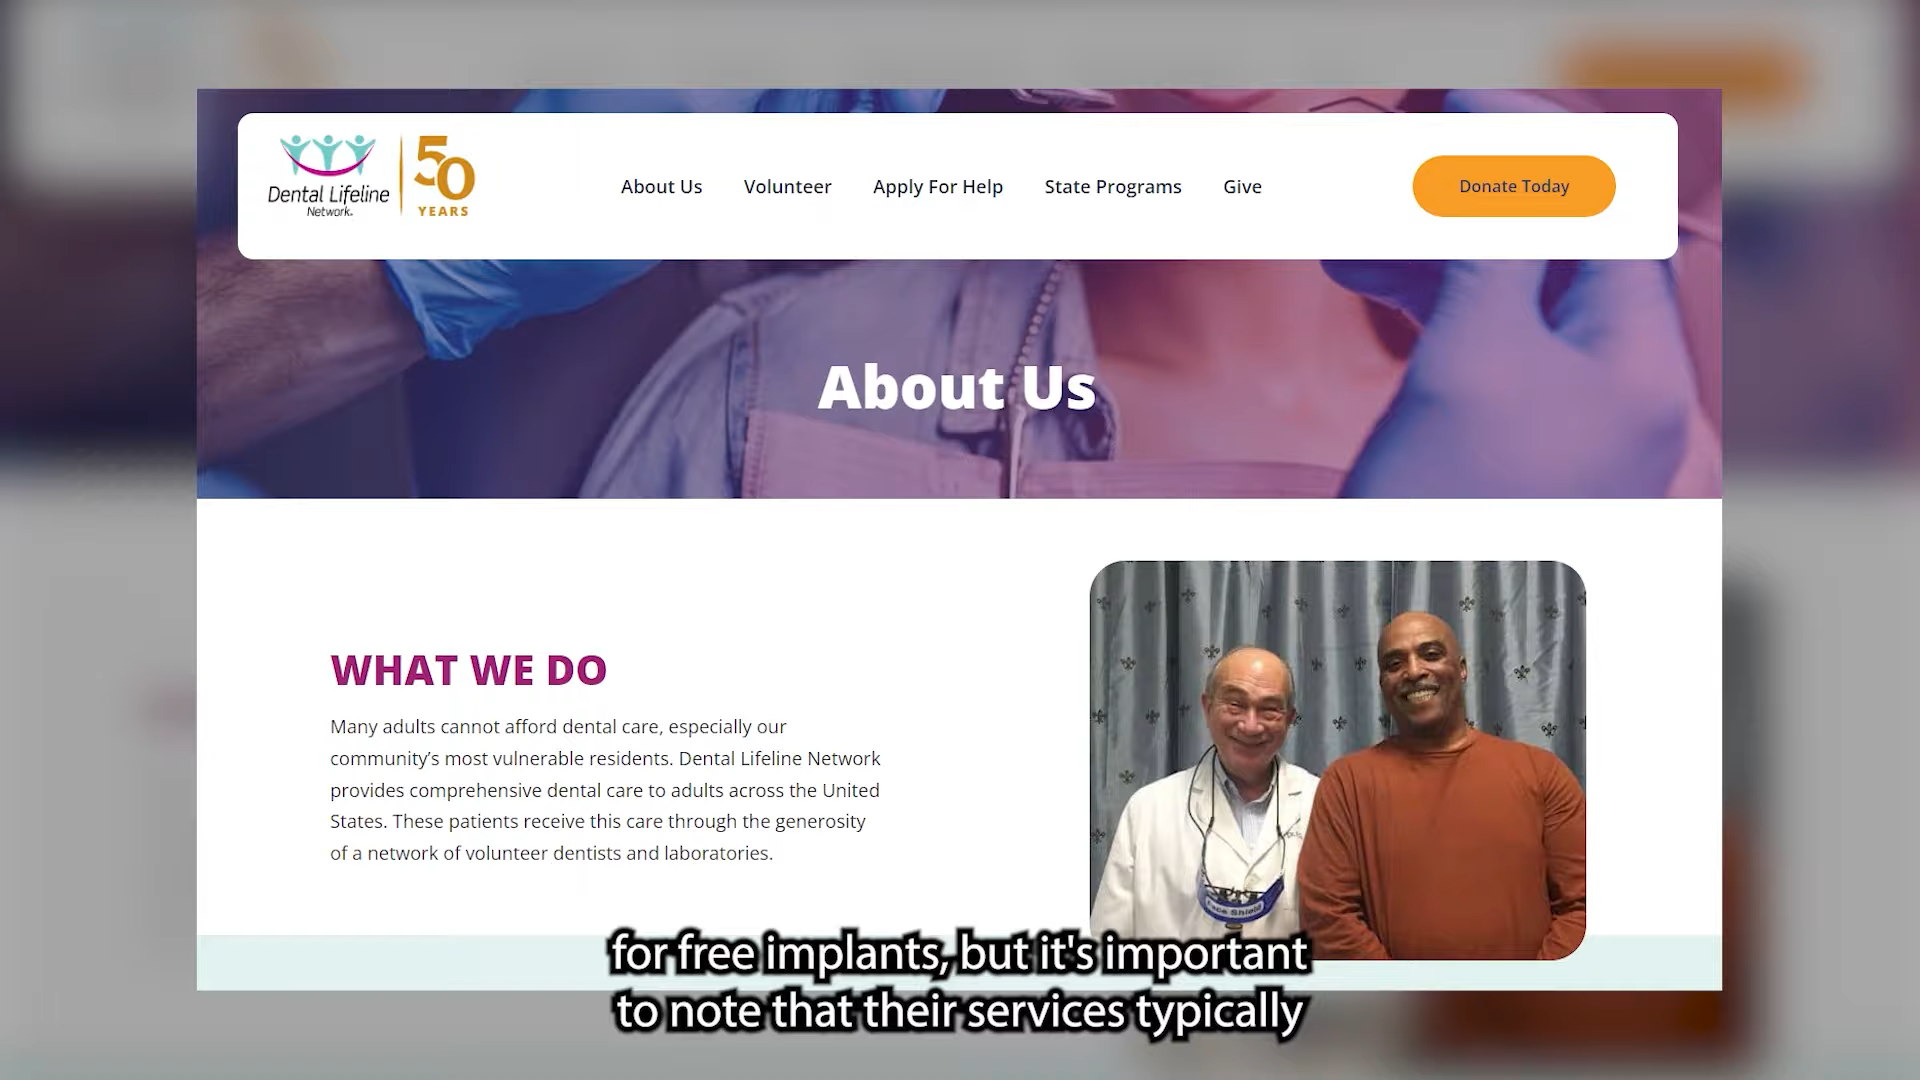 Dental Lifeline
Network.
50
YEARS
About Us
Volunteer
Apply For Help
State Programs
Give
Donate Today
About Us
WHAT WE DO
Many adults cannot afford dental care, especially our
community’s most vulnerable residents. Dental Lifeline Network
provides comprehensive dental care to adults across the United
States. These patients receive this care through the generosity
of a network of volunteer dentists and laboratories.
Face Shield
for free implants, but it's important
to note that their services typically